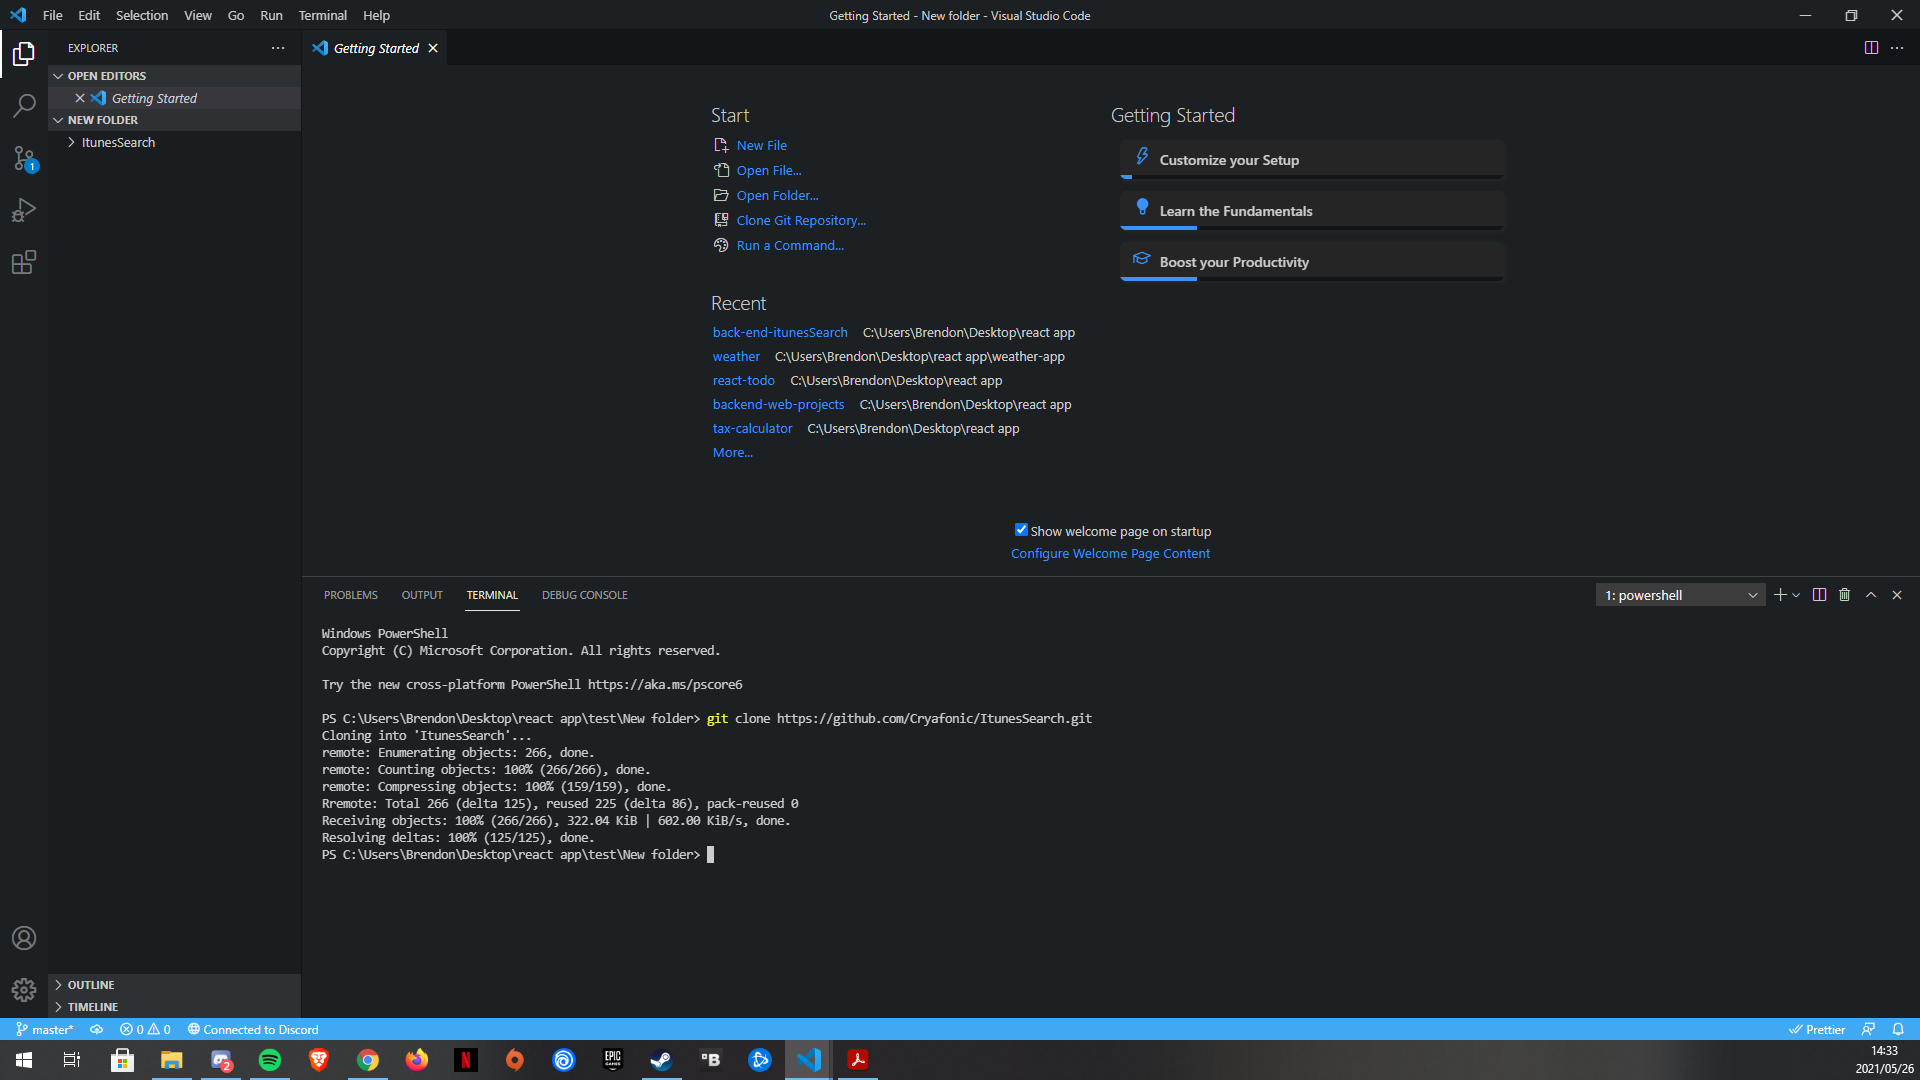 File Edit Selection View Go Run Terminal Help
Getting Started - New folder - Visual Studio Code
EXPLORER
OPEN EDITORS
Getting Started
NEW FOLDER
ItunesSearch
1
OUTLINE
TIMELINE
Getting Started
Start
New File
Open File...
Open Folder...
Clone Git Repository...
Run a Command...
Recent
back-end-itunesSearch C:\Users\Brendon\Desktop\react app
weather C:\Users\Brendon\Desktop\react app\weather-app
react-todo C:\Users\Brendon\Desktop\react app
backend-web-projects C:\Users\Brendon\Desktop\react app
tax-calculator C:\Users\Brendon\Desktop\react app
More...
Getting Started
Customize your Setup
Learn the Fundamentals
Boost your Productivity
Show welcome page on startup
Configure Welcome Page Content
PROBLEMS OUTPUT TERMINAL DEBUG CONSOLE
1: powershell
Windows PowerShell
Copyright (C) Microsoft Corporation. All rights reserved.
Try the new cross-platform PowerShell https://aka.ms/pscore6
PS C:\Users\Brendon\Desktop\react app\test\New folder> git clone https://github.com/Cryafonic/ItunesSearch.git
Cloning into 'ItunesSearch'...
remote: Enumerating objects: 266, done.
remote: Counting objects: 100% (266/266), done.
remote: Compressing objects: 100% (159/159), done.
Rremote: Total 266 (delta 125), reused 225 (delta 86), pack-reused 0
Receiving objects: 100% (266/266), 322.04 KiB | 602.00 KiB/s, done.
Resolving deltas: 100% (125/125), done.
PS C:\Users\Brendon\Desktop\react app\test\New folder>
master* 0 0 Connected to Discord
Prettier
2
N
EPIC
GAMES
B
14:33
2021/05/26